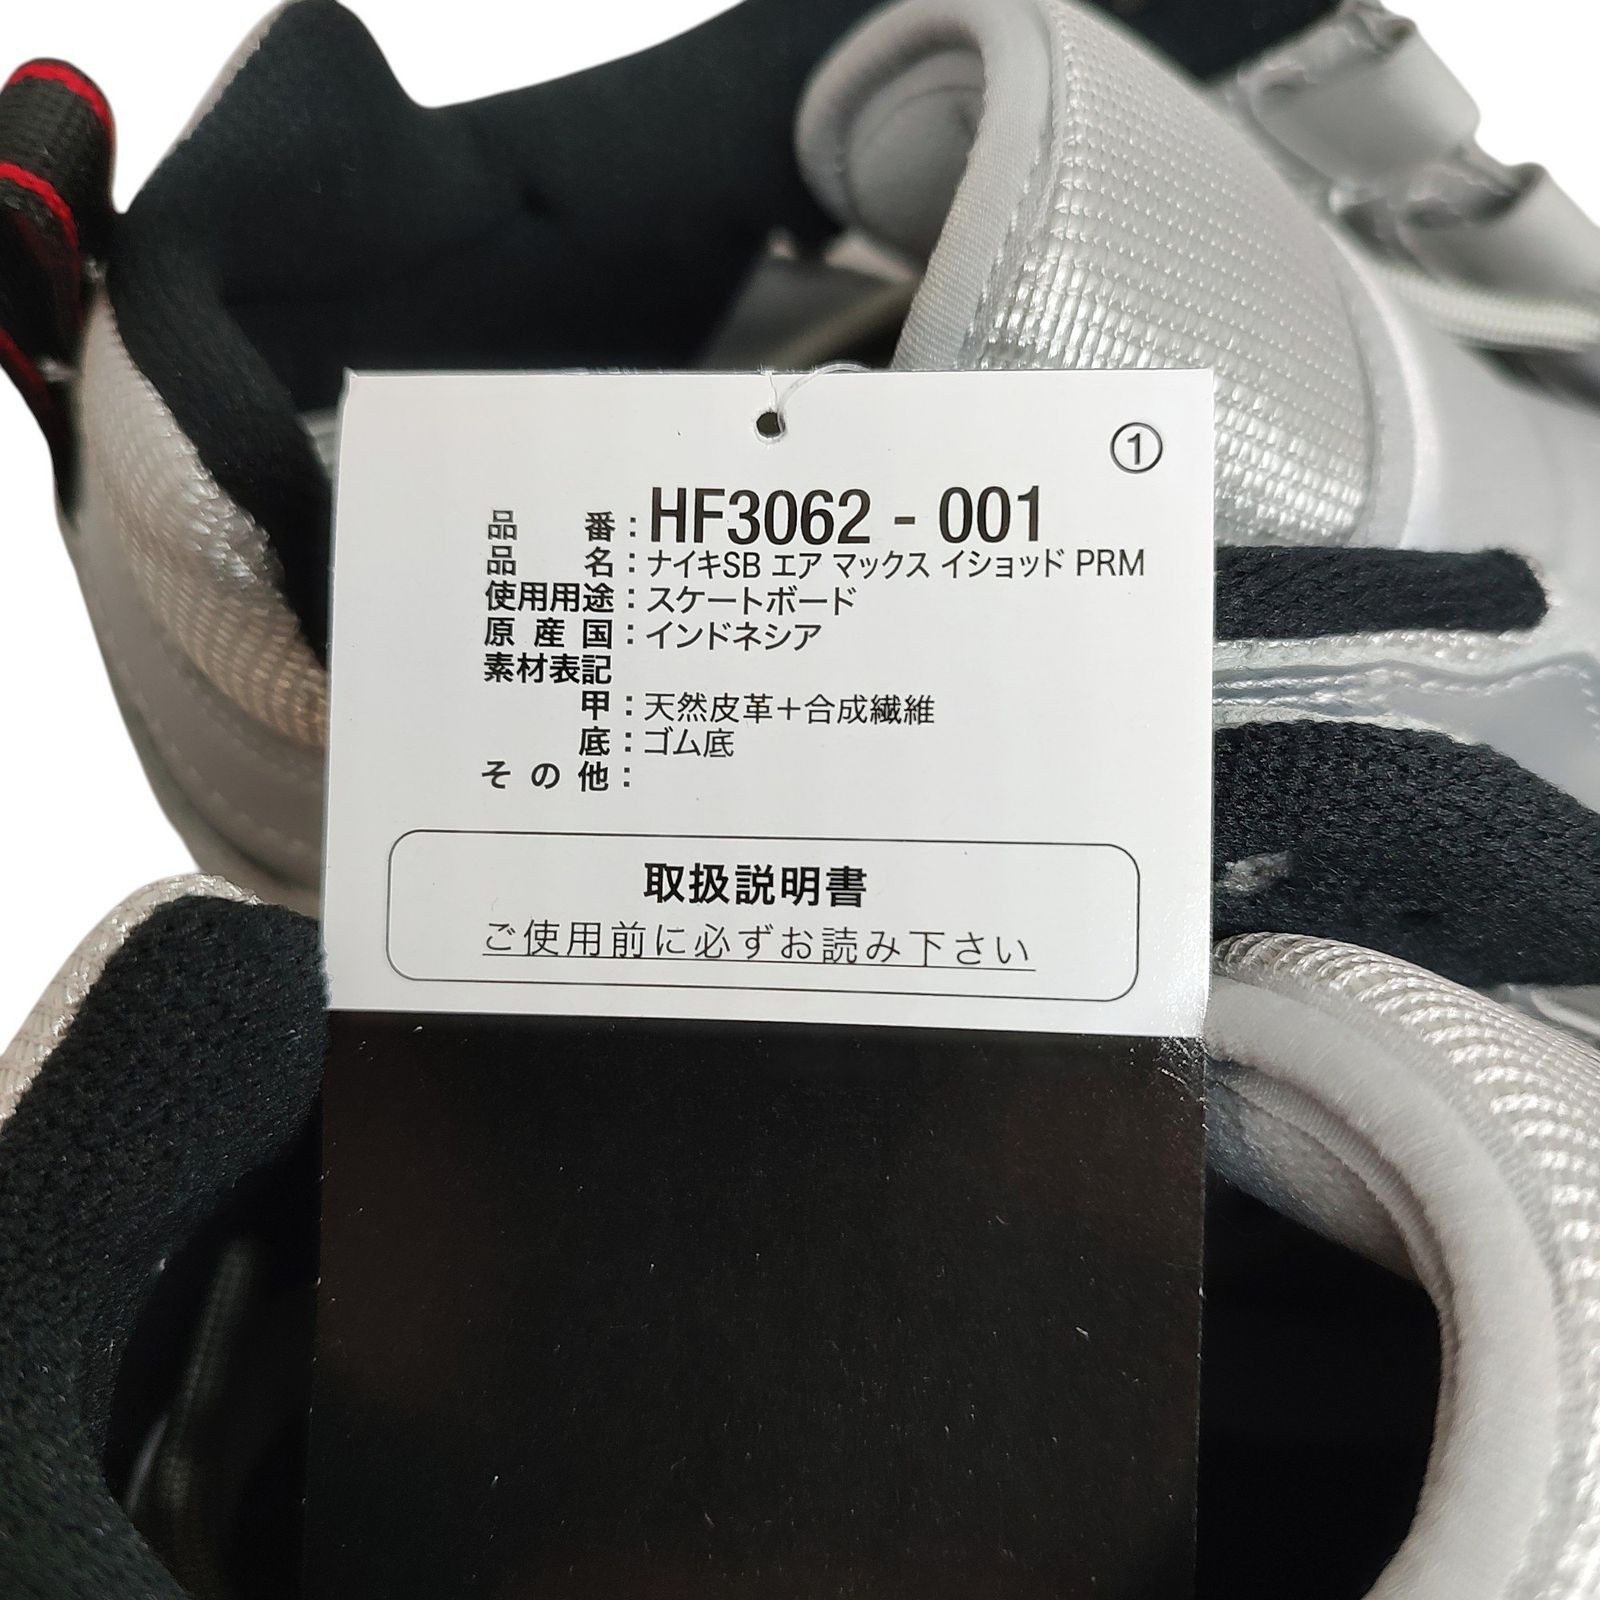 ①
品番：HF3062 - 001
品名：ナイキSB エア マックス イショッド PRM
使用用途：スケートボード
原産国：インドネシア
素材表記
甲：天然皮革＋合成繊維
底：ゴム底
その他：
取扱説明書
ご使用前に必ずお読み下さい